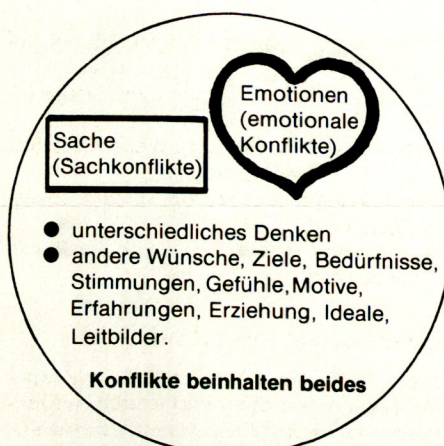 Emotionen
(emotionale
Konflikte)
Sache
(Sachkonflikte)
● unterschiedliches Denken
● andere Wünsche, Ziele, Bedürfnisse,
Stimmungen, Gefühle, Motive,
Erfahrungen, Erziehung, Ideale,
Leitbilder.
Konflikte beinhalten beides